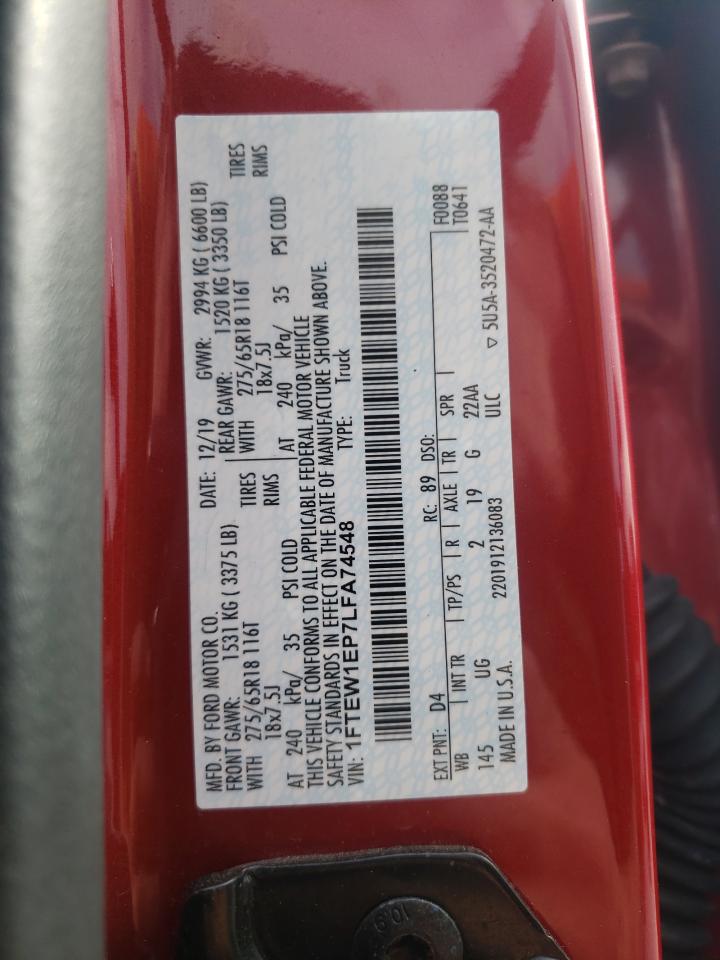 MFD. BY FORD MOTOR CO. DATE: 12/19 GVWR: 2994 KG ( 6600 LB)
FRONT GAWR: 1531 KG ( 3375 LB) REAR GAWR: 1520 KG ( 3350 LB)
WITH 275/65R18 116T TIRES WITH 275/65R18 116T TIRES
18x7.5J RIMS 18x7.5J RIMS
AT 240 kPa/ 35 PSI COLD AT 240 kPa/ 35 PSI COLD
THIS VEHICLE CONFORMS TO ALL APPLICABLE FEDERAL MOTOR VEHICLE
SAFETY STANDARDS IN EFFECT ON THE DATE OF MANUFACTURE SHOWN ABOVE.
VIN: 1FTEW1EP7LFA74548 TYPE: Truck
EXT PNT: D4 RC: 89 DSO: F0088
WB INT TR TP/PS R AXLE TR SPR T0641
145 UG 2 19 G 22AA
MADE IN U.S.A. 2201912136083 ULC ▽ 5U5A-3520472-AA
10.9